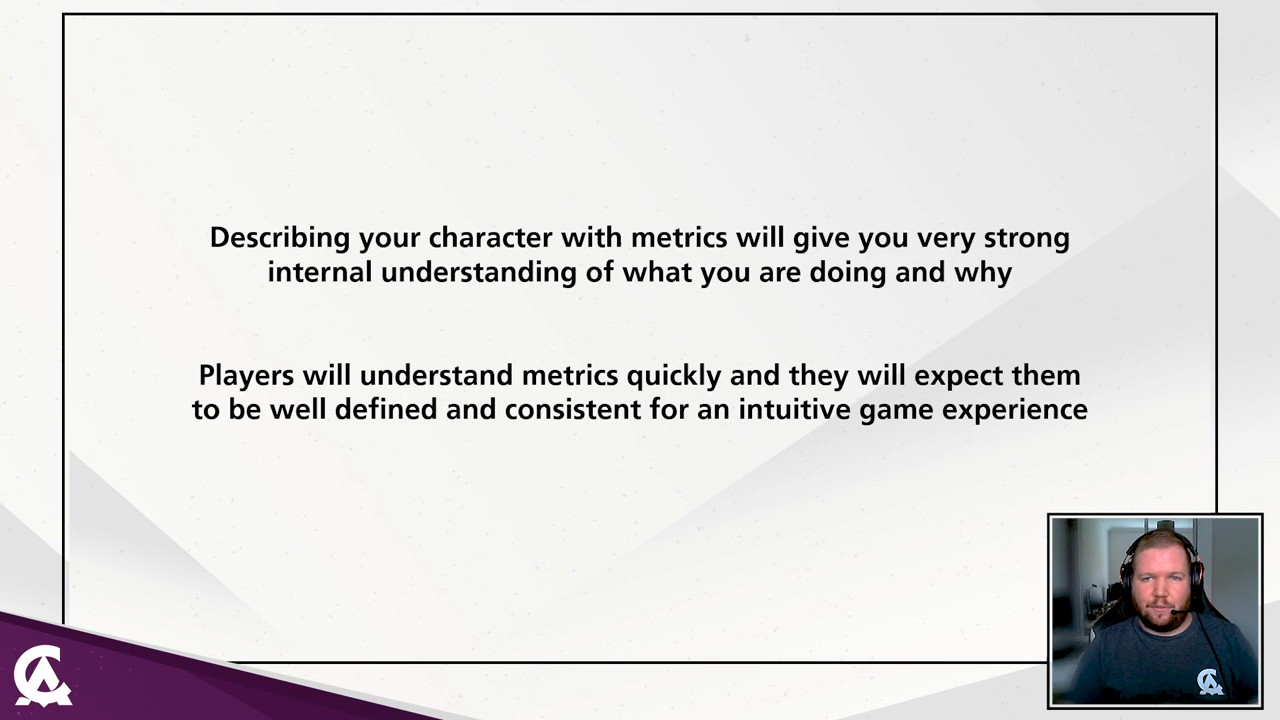 Describing your character with metrics will give you very strong
internal understanding of what you are doing and why
Players will understand metrics quickly and they will expect them
to be well defined and consistent for an intuitive game experience